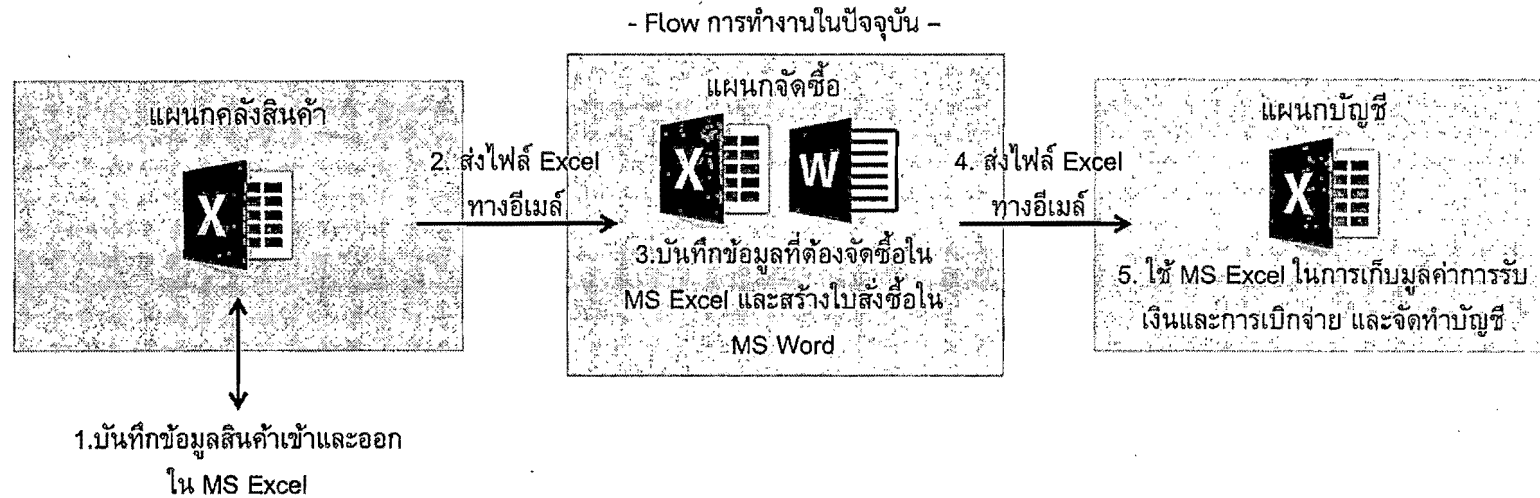 - Flow การทำงานในปัจจุบัน –
แผนกคลังสินค้า
X
1.บันทึกข้อมูลสินค้าเข้าและออก
ใน MS Excel
2. ส่งไฟล์ Excel
ทางอีเมล์
แผนกจัดซื้อ
X
W
3.บันทึกข้อมูลที่ต้องจัดซื้อใน
MS Excel และสร้างใบสั่งซื้อใน
MS Word
4. ส่งไฟล์ Excel
ทางอีเมล์
แผนกบัญชี
X
5. ใช้ MS Excel ในการเก็บมูลค่าการรับ
เงินและการเบิกจ่าย และจัดทำบัญชี